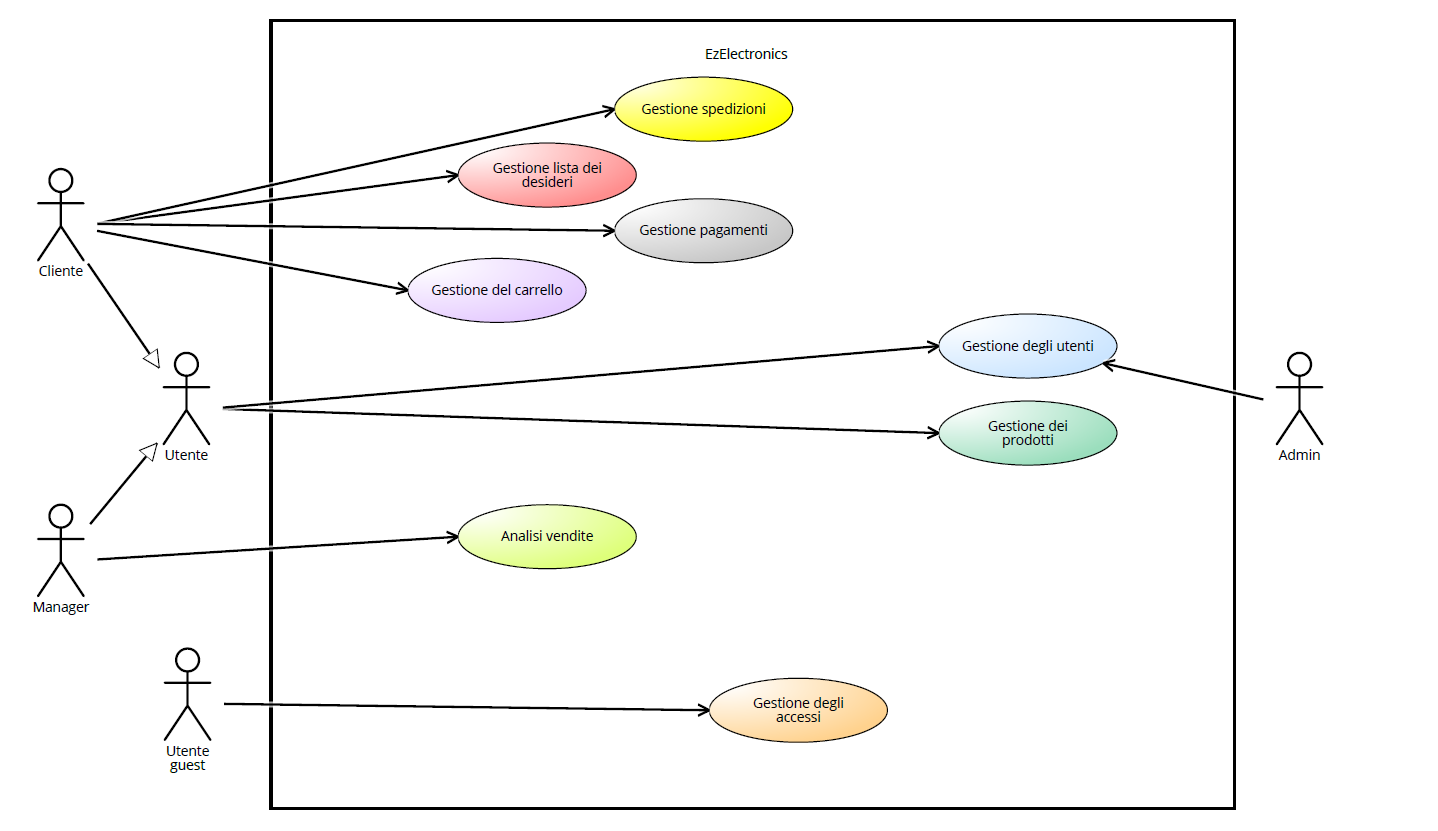 EzElectronics
Gestione spedizioni
Gestione lista dei
desideri
Gestione pagamenti
Cliente
Gestione del carrello
Gestione degli utenti
Gestione dei
prodotti
Utente
Admin
Analisi vendite
Manager
Gestione degli
accessi
Utente
guest